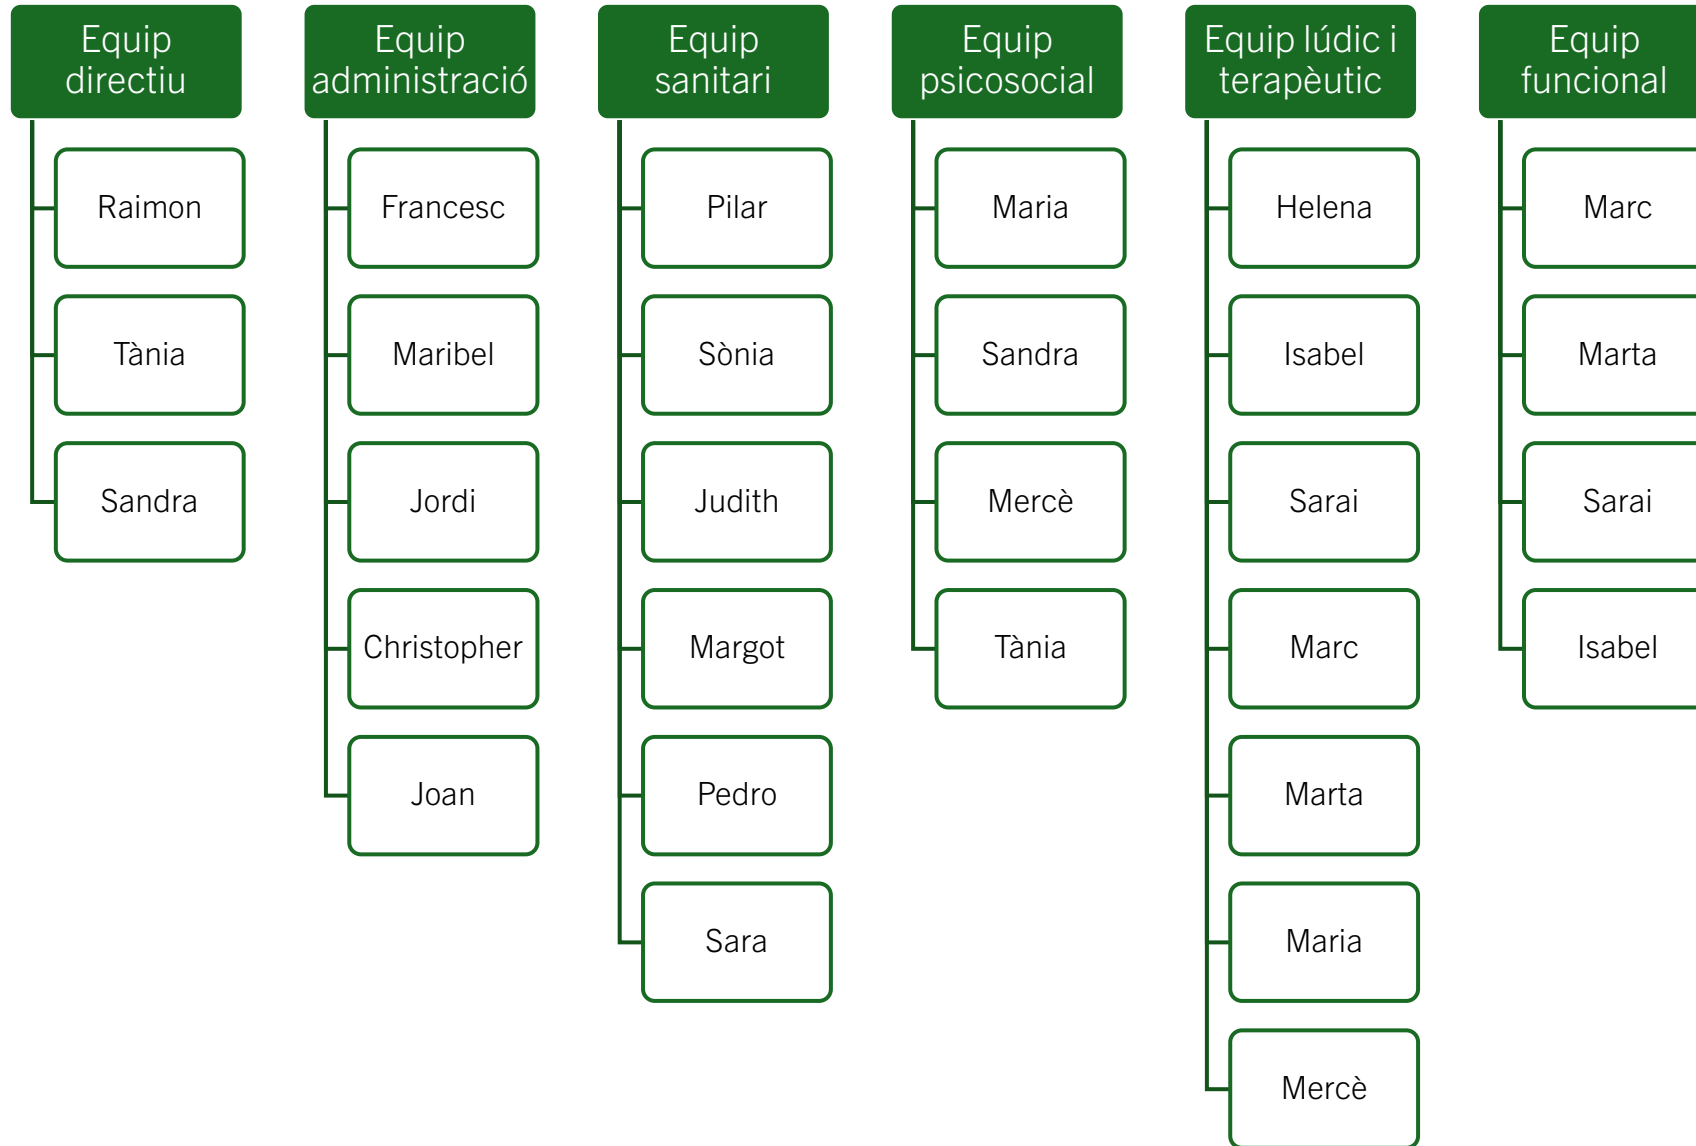 Equip
directiu
Raimon
Tània
Sandra
Equip
administració
Francesc
Maribel
Jordi
Christopher
Joan
Equip
sanitari
Pilar
Sònia
Judith
Margot
Pedro
Sara
Equip
psicosocial
Maria
Sandra
Mercè
Tània
Equip lúdic i
terapèutic
Helena
Isabel
Sarai
Marc
Marta
Maria
Mercè
Equip
funcional
Marc
Marta
Sarai
Isabel